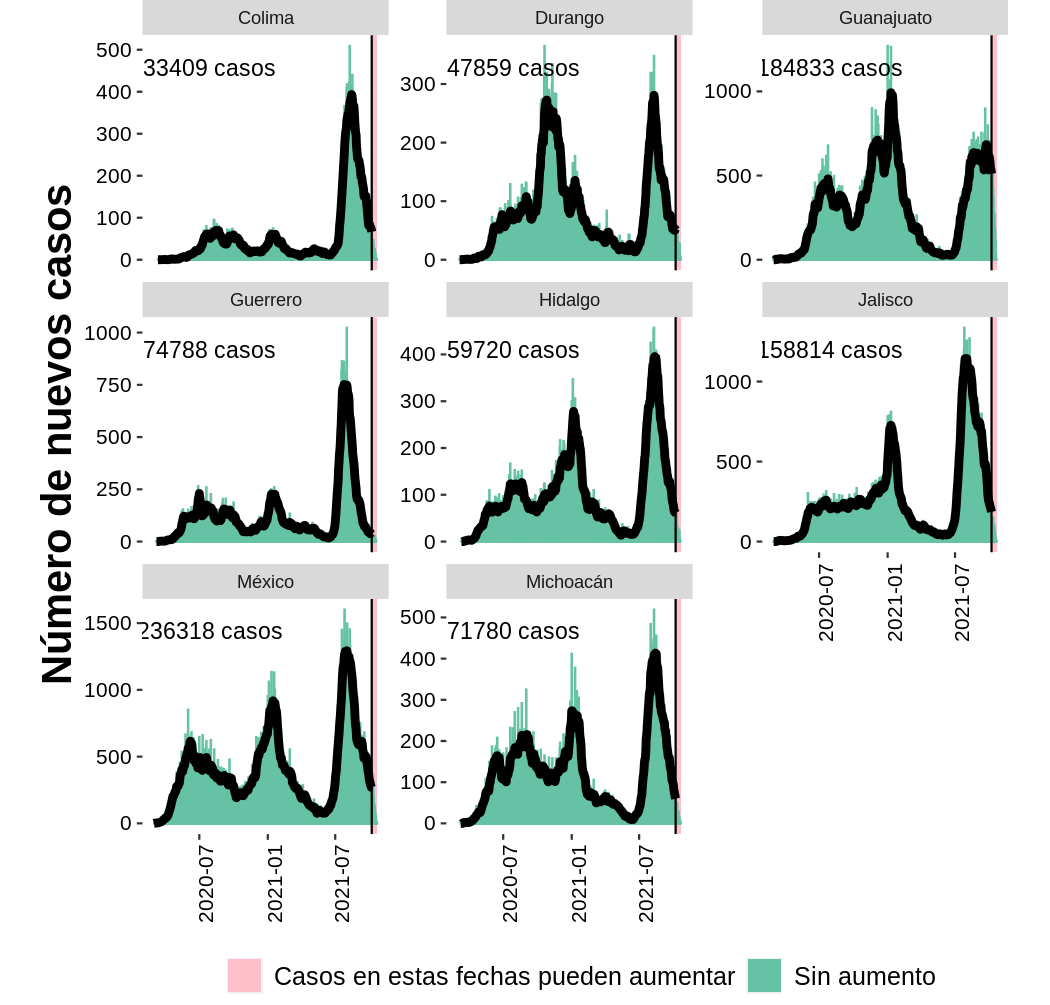 Colima
Durango
Guanajuato
33409 casos
47859 casos
184833 casos
500
400
300
200
100
0
300
200
100
0
1000
500
0
Guerrero
Hidalgo
Jalisco
74788 casos
59720 casos
158814 casos
1000
750
500
250
0
400
300
200
100
0
1000
500
0
2020-07
2021-01
2021-07
México
Michoacán
236318 casos
71780 casos
1500
1000
500
0
500
400
300
200
100
0
2020-07
2021-01
2021-07
2020-07
2021-01
2021-07
Número de nuevos casos
Casos en estas fechas pueden aumentar
Sin aumento